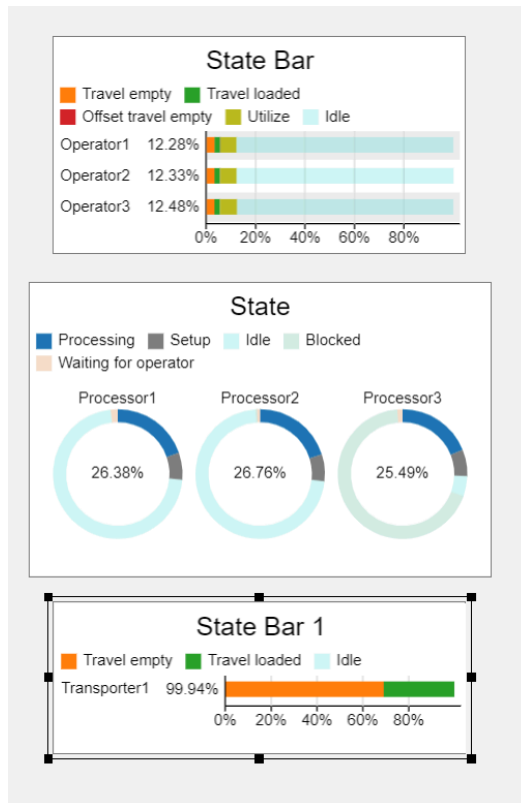 State Bar
Travel empty Travel loaded
Offset travel empty Utilize Idle
Operator1 12.28%
Operator2 12.33%
Operator3 12.48%
0% 20% 40% 60% 80%
State
Processing Setup Idle Blocked
Waiting for operator
Processor1 Processor2 Processor3
26.38% 26.76% 25.49%
State Bar 1
Travel empty Travel loaded Idle
Transporter1 99.94%
0% 20% 40% 60% 80%